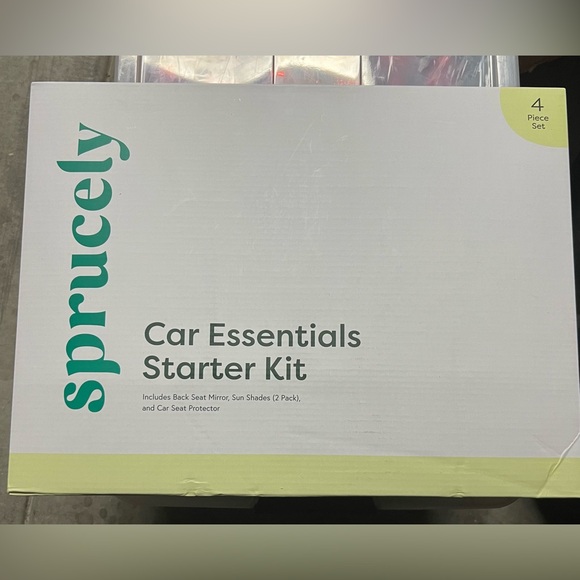 sprucely
4
Piece
Set
Car Essentials
Starter Kit
Includes Back Seat Mirror, Sun Shades (2 Pack),
and Car Seat Protector